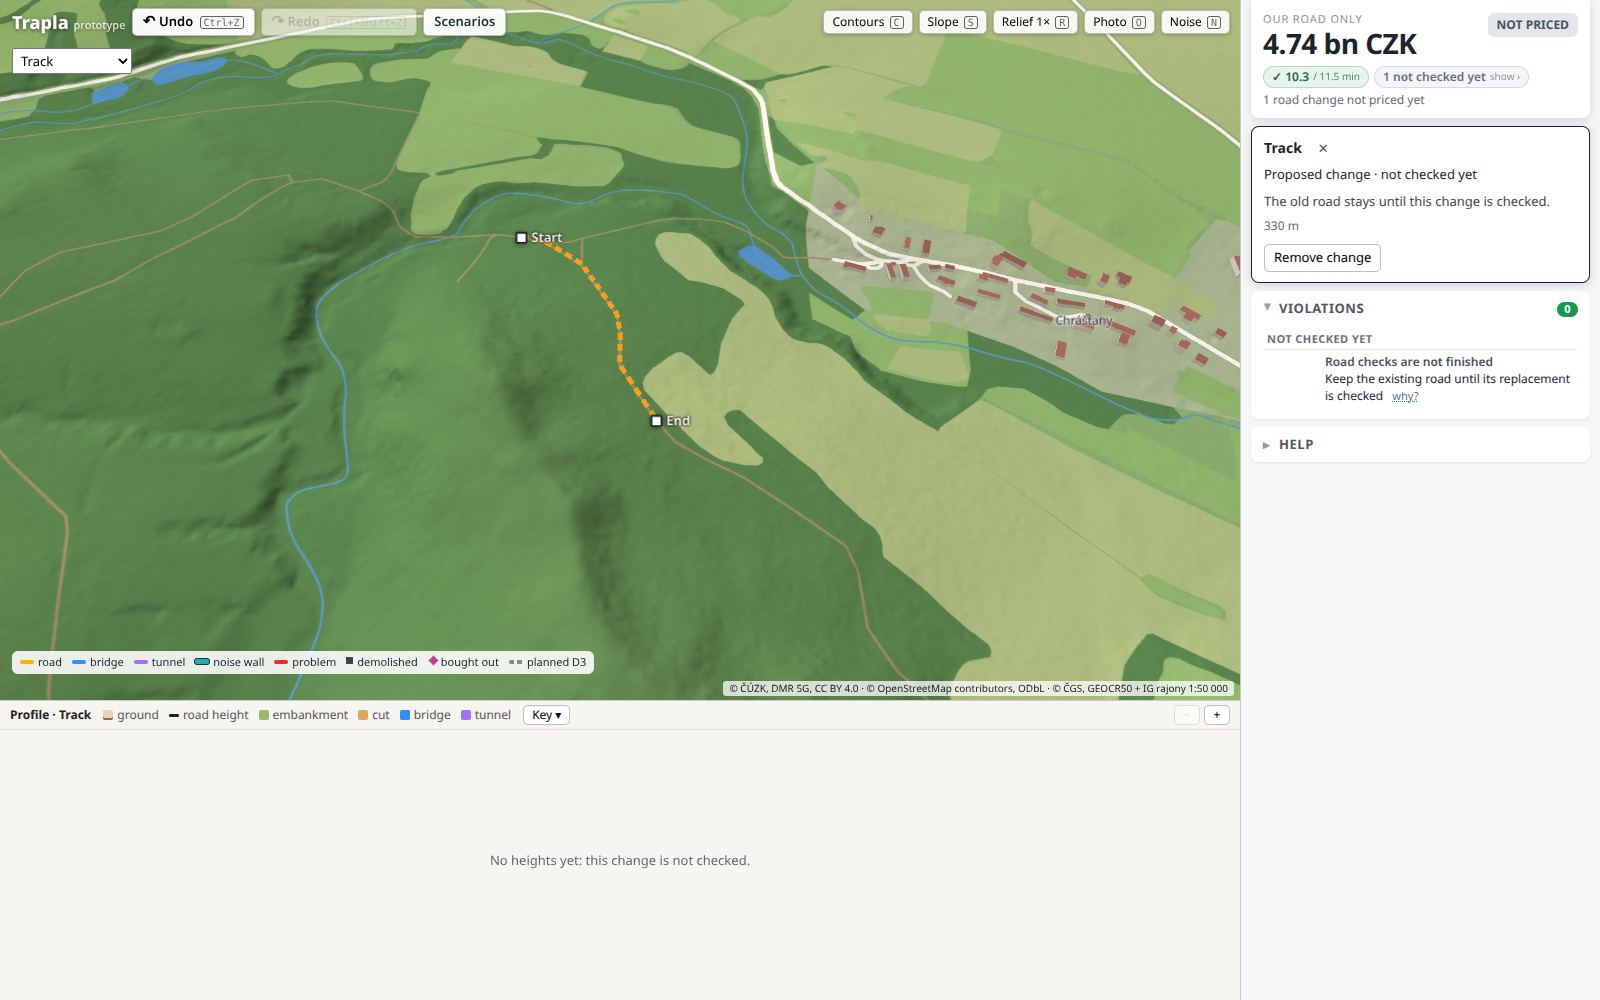 Trapla prototype
↶ Undo Ctrl+Z
↷ Redo Ctrl+Shift+Z
Scenarios
Contours C
Slope S
Relief 1× R
Photo O
Noise N
Track
Start
End
Chrášťany
road
bridge
tunnel
noise wall
problem
demolished
bought out
planned D3
© ČÚZK, DMR 5G, CC BY 4.0 · © OpenStreetMap contributors, ODbL · © ČGS, GEOCR50 + IG rajony 1:50 000
Profile · Track
ground
road height
embankment
cut
bridge
tunnel
Key ▾
−
+
No heights yet: this change is not checked.
OUR ROAD ONLY
NOT PRICED
4.74 bn CZK
✓ 10.3 / 11.5 min
1 not checked yet show ›
1 road change not priced yet
Track ×
Proposed change · not checked yet
The old road stays until this change is checked.
330 m
Remove change
▼ VIOLATIONS 0
NOT CHECKED YET
Road checks are not finished
Keep the existing road until its replacement
is checked why?
▶ HELP